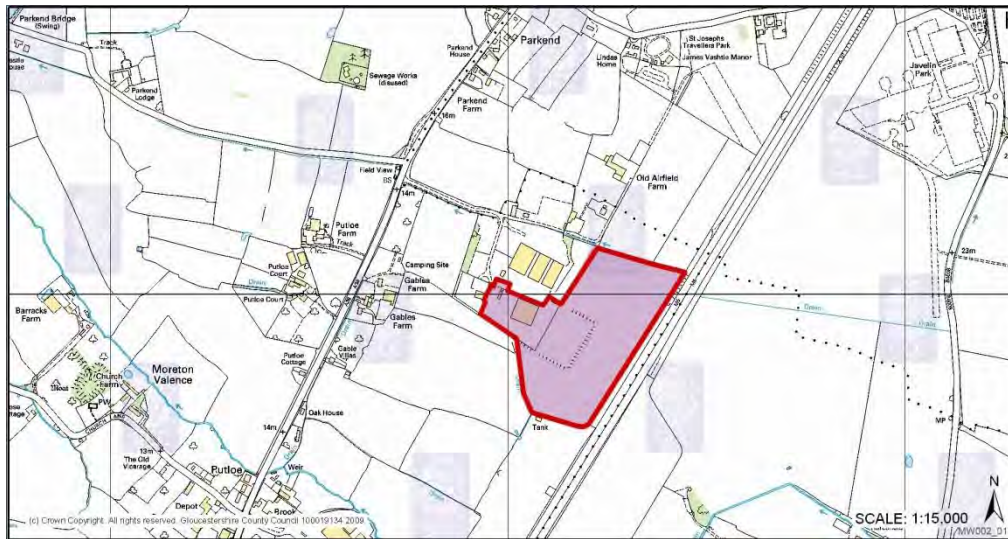 Parkend Bridge
(Swing)
Track
Parkend
Lodge
Sewage Works
(disused)
Parkend
House
Parkend
Parkend
Farm
16m
St Josephs
Travellers Park
James Vashtie Manor
Lindas
Home
Javelin
Park
Field View
BS
14m
Old Airfield
Farm
Putloe
Farm
Track
Putloe
Court
Drain
Putloe Court
Camping Site
Gables
Farm
Gables
Farm
Barracks
Farm
Cable
Villas
Putloe
Cottage
Moreton
Valence
Church
Farm
Moat
PW
CHURCH
Oak House
14m
13m
The Old
Vicarage
Putloe
Weir
Depot
Brook
Tank
Drain
Drain
Drain
23m
MP
N
(c) Crown Copyright. All rights reserved. Gloucestershire County Council 100019134 2009
SCALE: 1:15,000
MW002_01